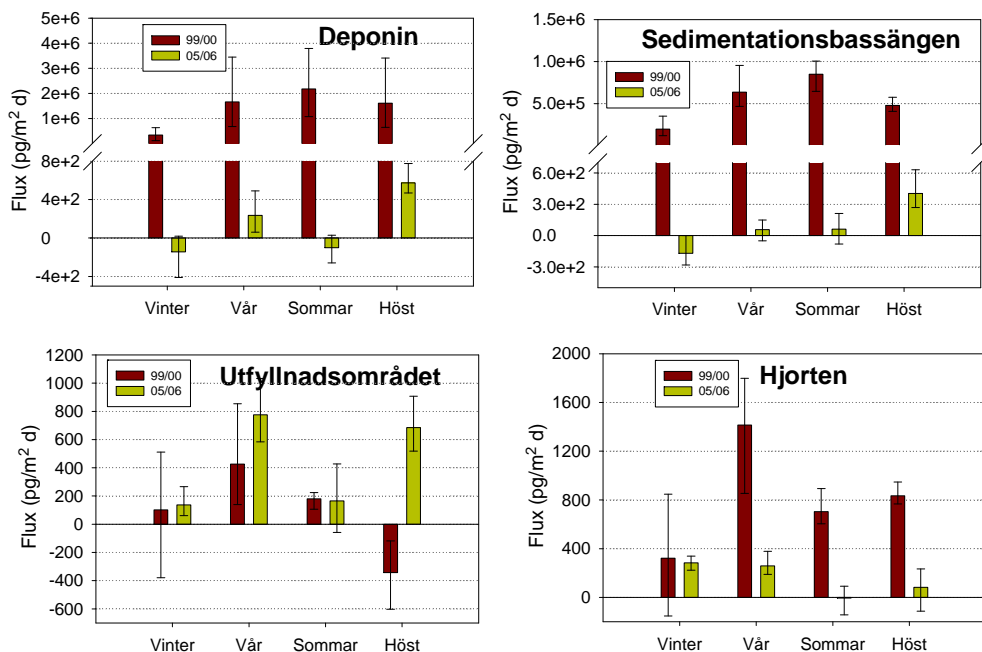 Deponin
5e+6
4e+6
3e+6
2e+6
1e+6
8e+2
4e+2
0
-4e+2
Flux (pg/m² d)
99/00
05/06
Vinter Vår Sommar Höst
Sedimentationsbassängen
1.5e+6
1.0e+6
5.0e+5
6.0e+2
3.0e+2
0.0
-3.0e+2
Flux (pg/m² d)
99/00
05/06
Vinter Vår Sommar Höst
Utfyllnadsområdet
1200
1000
800
600
400
200
0
-200
-400
-600
Flux (pg/m² d)
99/00
05/06
Vinter Vår Sommar Höst
Hjorten
2000
1600
1200
800
400
0
Flux (pg/m² d)
99/00
05/06
Vinter Vår Sommar Höst